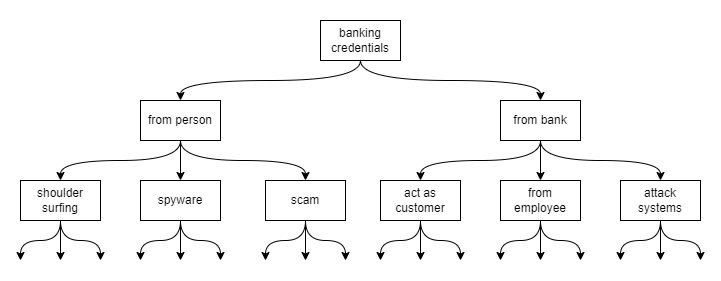 banking
credentials
from person
from bank
shoulder
surfing
spyware
scam
act as
customer
from
employee
attack
systems